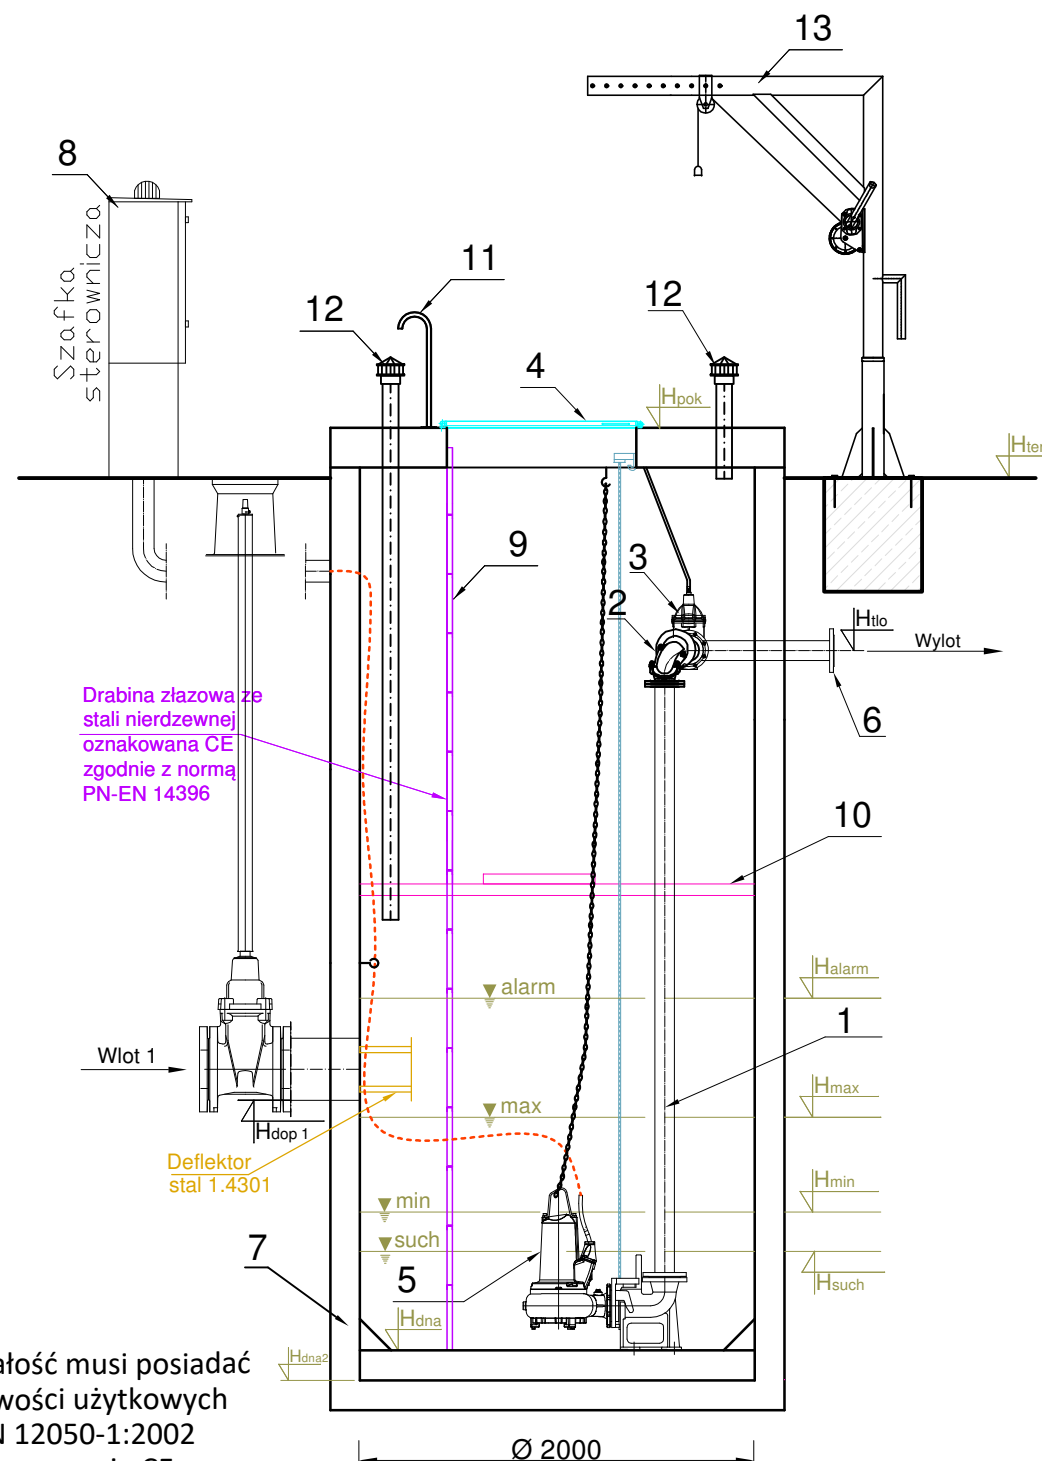 13
8
Szafka
sterownicza
11
12
12
4
Hpok
Hter
9
3
2
Htlo
Wylot
6
Drabina złazowa ze
stali nierdzewnej
oznakowana CE
zgodnie z normą
PN-EN 14396
10
alarm
Halarm
1
Wlot 1
max
Hmax
Hdop 1
Deflektor
stal 1.4301
min
Hmin
such
Hsuch
7
5
Hdna
Hdna2
ałość musi posiadać
wości użytkowych
N 12050-1:2002
Ø 2000